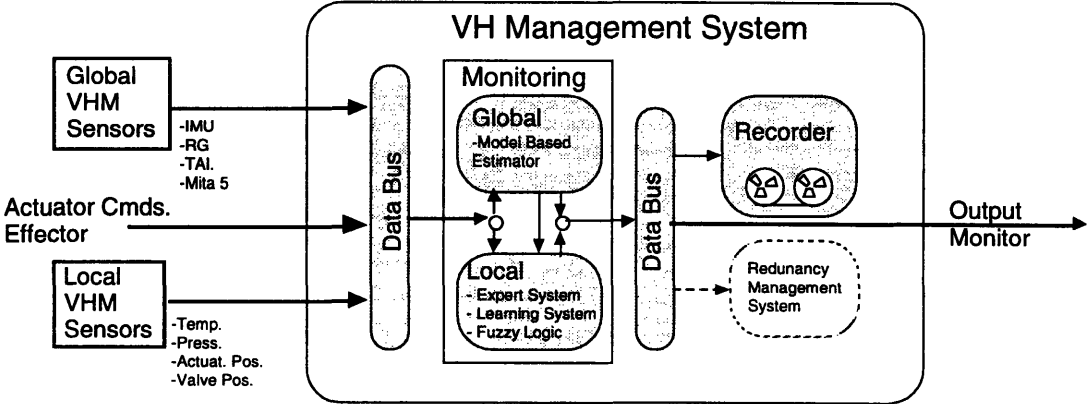 VH Management System
Global
VHM
Sensors
-IMU
-RG
-TAI.
-Mita 5
Actuator Cmds.
Effector
Local
VHM
Sensors
-Temp.
-Press.
-Actuat. Pos.
-Valve Pos.
Data Bus
Monitoring
Global
-Model Based
Estimator
Local
- Expert System
- Learning System
- Fuzzy Logic
Data Bus
Recorder
Redunancy
Management
System
Output
Monitor